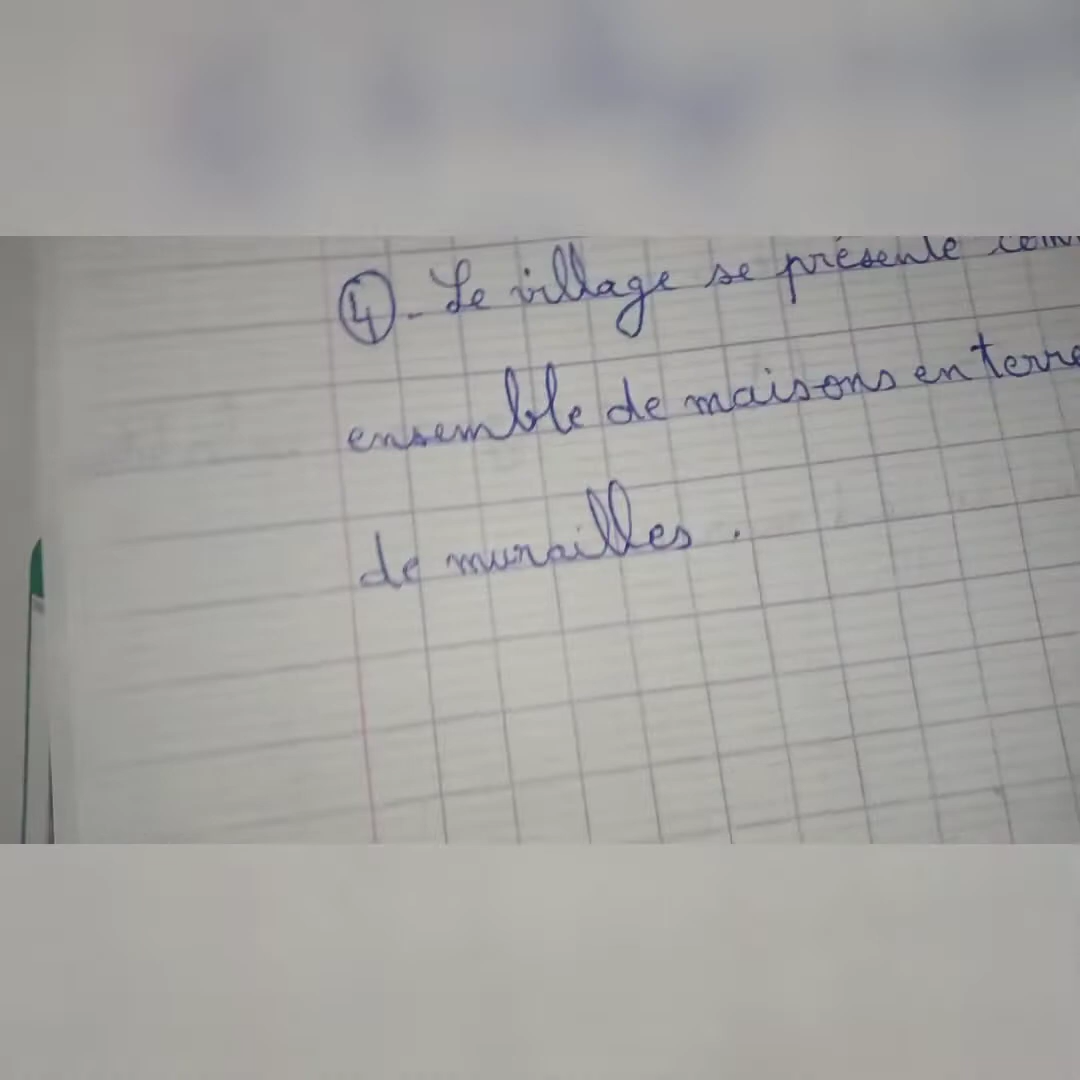 ④.- Le village se présente
ensemble de maisons en terre
de murailles.